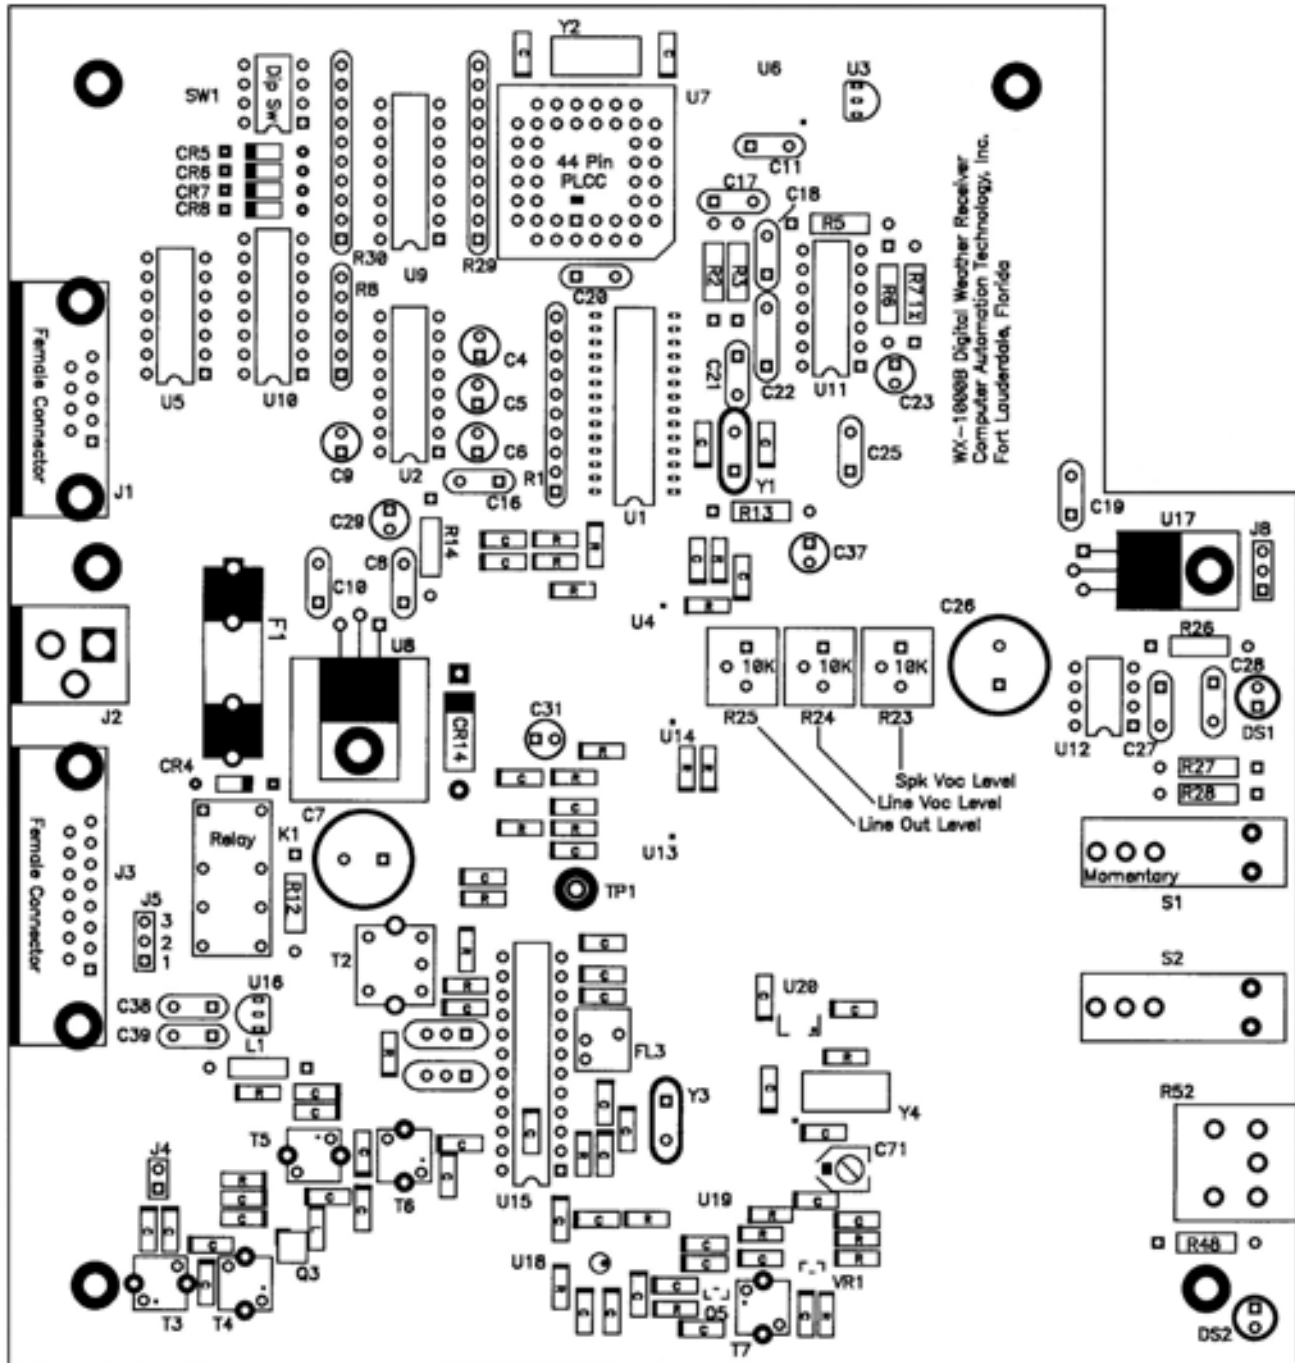 Y2
U6
U3
SW1
Dip Sw
U7
CR5
CR6
CR7
CR8
44 Pin
PLCC
C11
C17
C18
R5
R30
U9
R29
R8
C20
R2
R3
R6
R7 1K
WX-1000B Digital Weather Receiver
Computer Automation Technology, Inc.
Fort Lauderdale, Florida
Female Connector
J1
U5
U10
C4
C5
C6
C9
U2
C16
R1
U1
C21
C22
U11
C23
Y1
C25
R13
C37
C19
U17
J8
C29
R14
C10
C8
F1
U8
U4
C26
R26
10K
10K
10K
R25
R24
R23
U12
C27
C28
DS1
J2
CR14
C31
U14
Spk Voc Level
Line Voc Level
Line Out Level
R27
R28
CR4
C7
Relay
K1
U13
Momentary
S1
Female Connector
J3
J5
3
2
1
R12
TP1
T2
S2
U16
C38
C39
L1
U20
FL3
Y3
Y4
R52
J4
T5
T6
U15
C71
U19
U18
Q3
T3
T4
Q5
T7
VR1
R48
DS2